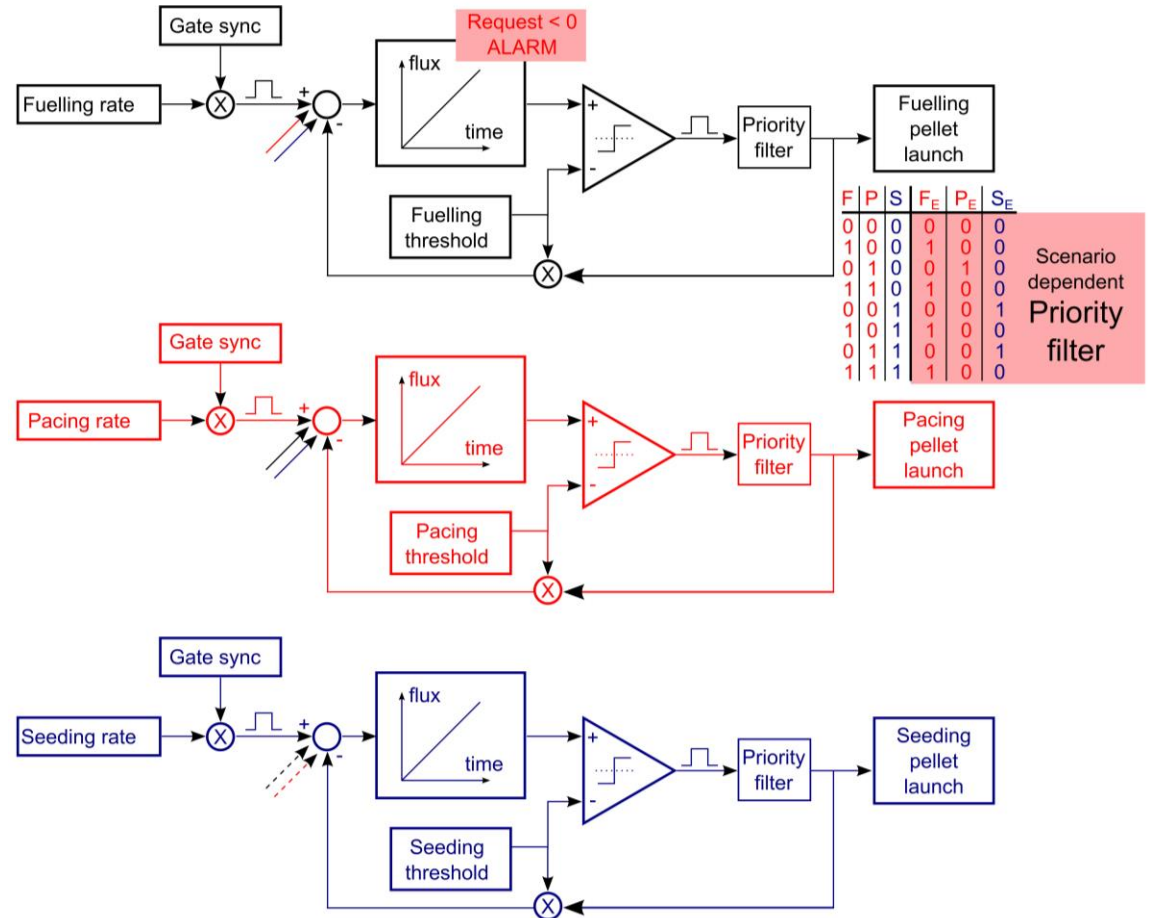 Gate sync
Request < 0
ALARM
Fuelling rate
X
+
-
flux
time
+
-
Priority
filter
Fuelling
pellet
launch
Fuelling
threshold
X
F P S F_E P_E S_E
0 0 0 0 0 0
1 0 0 1 0 0
0 1 0 0 1 0
1 1 0 1 0 0
0 0 1 0 0 1
1 0 1 1 0 0
0 1 1 0 0 1
1 1 1 1 0 0
Scenario
dependent
Priority
filter
Gate sync
Pacing rate
X
+
-
flux
time
+
-
Priority
filter
Pacing
pellet
launch
Pacing
threshold
X
Gate sync
Seeding rate
X
+
-
flux
time
+
-
Priority
filter
Seeding
pellet
launch
Seeding
threshold
X